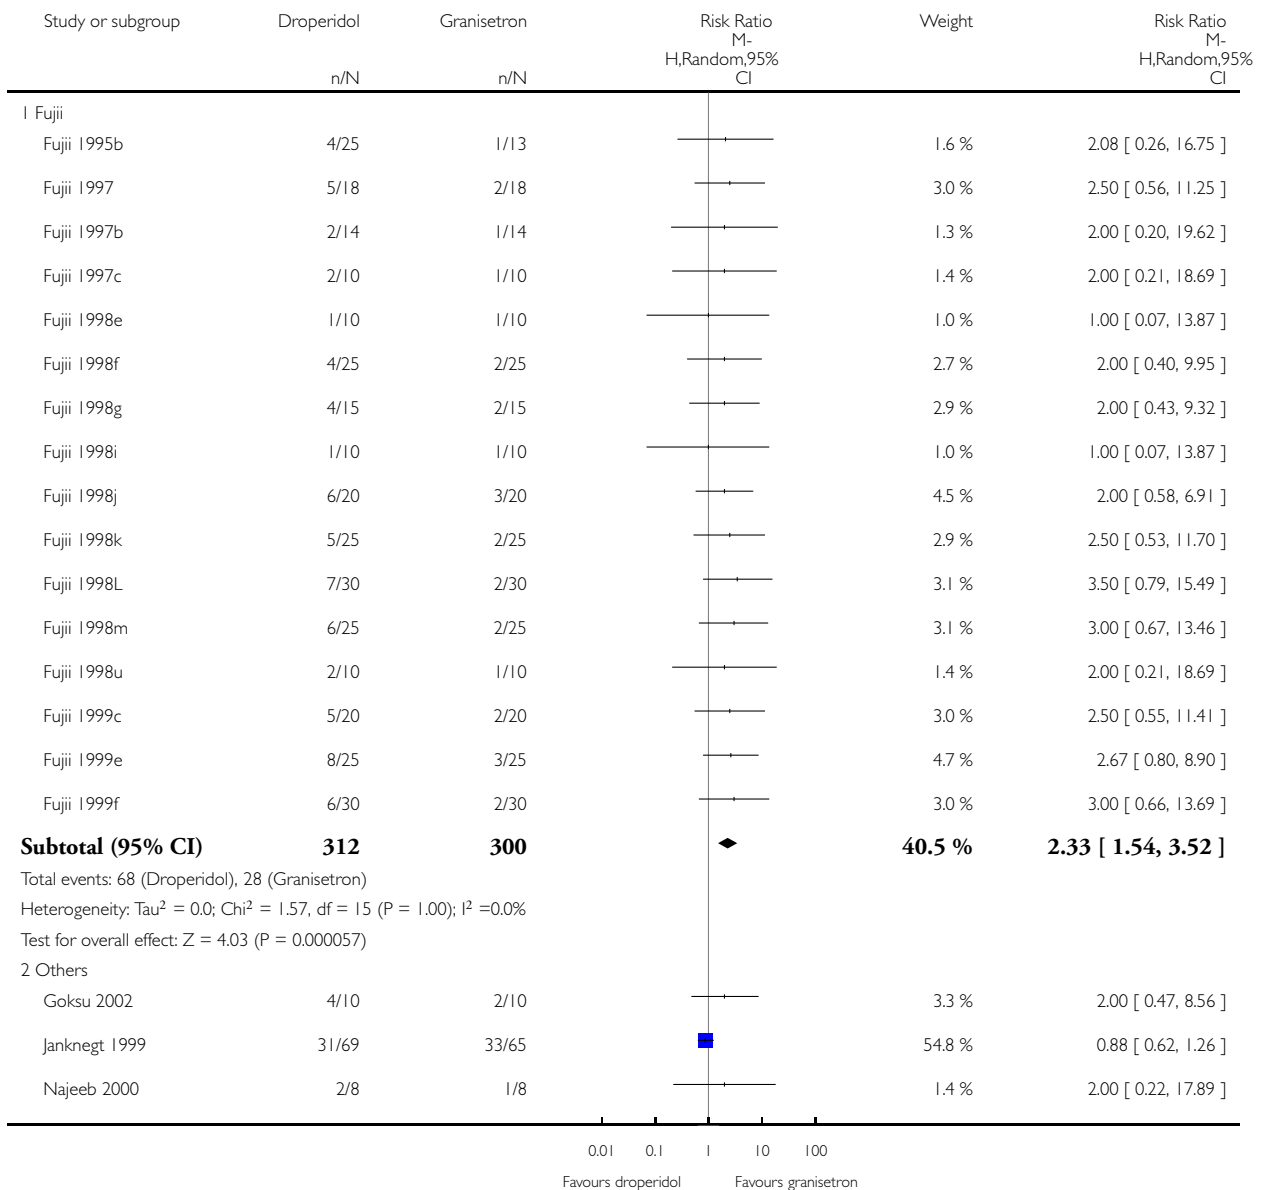 Study or subgroup Droperidol Granisetron Risk Ratio Weight Risk Ratio
M- M-
H,Random,95% H,Random,95%
n/N n/N CI CI
1 Fujii
Fujii 1995b 4/25 1/13 1.6 % 2.08 [ 0.26, 16.75 ]
Fujii 1997 5/18 2/18 3.0 % 2.50 [ 0.56, 11.25 ]
Fujii 1997b 2/14 1/14 1.3 % 2.00 [ 0.20, 19.62 ]
Fujii 1997c 2/10 1/10 1.4 % 2.00 [ 0.21, 18.69 ]
Fujii 1998e 1/10 1/10 1.0 % 1.00 [ 0.07, 13.87 ]
Fujii 1998f 4/25 2/25 2.7 % 2.00 [ 0.40, 9.95 ]
Fujii 1998g 4/15 2/15 2.9 % 2.00 [ 0.43, 9.32 ]
Fujii 1998i 1/10 1/10 1.0 % 1.00 [ 0.07, 13.87 ]
Fujii 1998j 6/20 3/20 4.5 % 2.00 [ 0.58, 6.91 ]
Fujii 1998k 5/25 2/25 2.9 % 2.50 [ 0.53, 11.70 ]
Fujii 1998L 7/30 2/30 3.1 % 3.50 [ 0.79, 15.49 ]
Fujii 1998m 6/25 2/25 3.1 % 3.00 [ 0.67, 13.46 ]
Fujii 1998u 2/10 1/10 1.4 % 2.00 [ 0.21, 18.69 ]
Fujii 1999c 5/20 2/20 3.0 % 2.50 [ 0.55, 11.41 ]
Fujii 1999e 8/25 3/25 4.7 % 2.67 [ 0.80, 8.90 ]
Fujii 1999f 6/30 2/30 3.0 % 3.00 [ 0.66, 13.69 ]
Subtotal (95% CI) 312 300 40.5 % 2.33 [ 1.54, 3.52 ]
Total events: 68 (Droperidol), 28 (Granisetron)
Heterogeneity: Tau² = 0.0; Chi² = 1.57, df = 15 (P = 1.00); I² =0.0%
Test for overall effect: Z = 4.03 (P = 0.000057)
2 Others
Goksu 2002 4/10 2/10 3.3 % 2.00 [ 0.47, 8.56 ]
Janknegt 1999 31/69 33/65 54.8 % 0.88 [ 0.62, 1.26 ]
Najeeb 2000 2/8 1/8 1.4 % 2.00 [ 0.22, 17.89 ]
0.01 0.1 1 10 100
Favours droperidol Favours granisetron